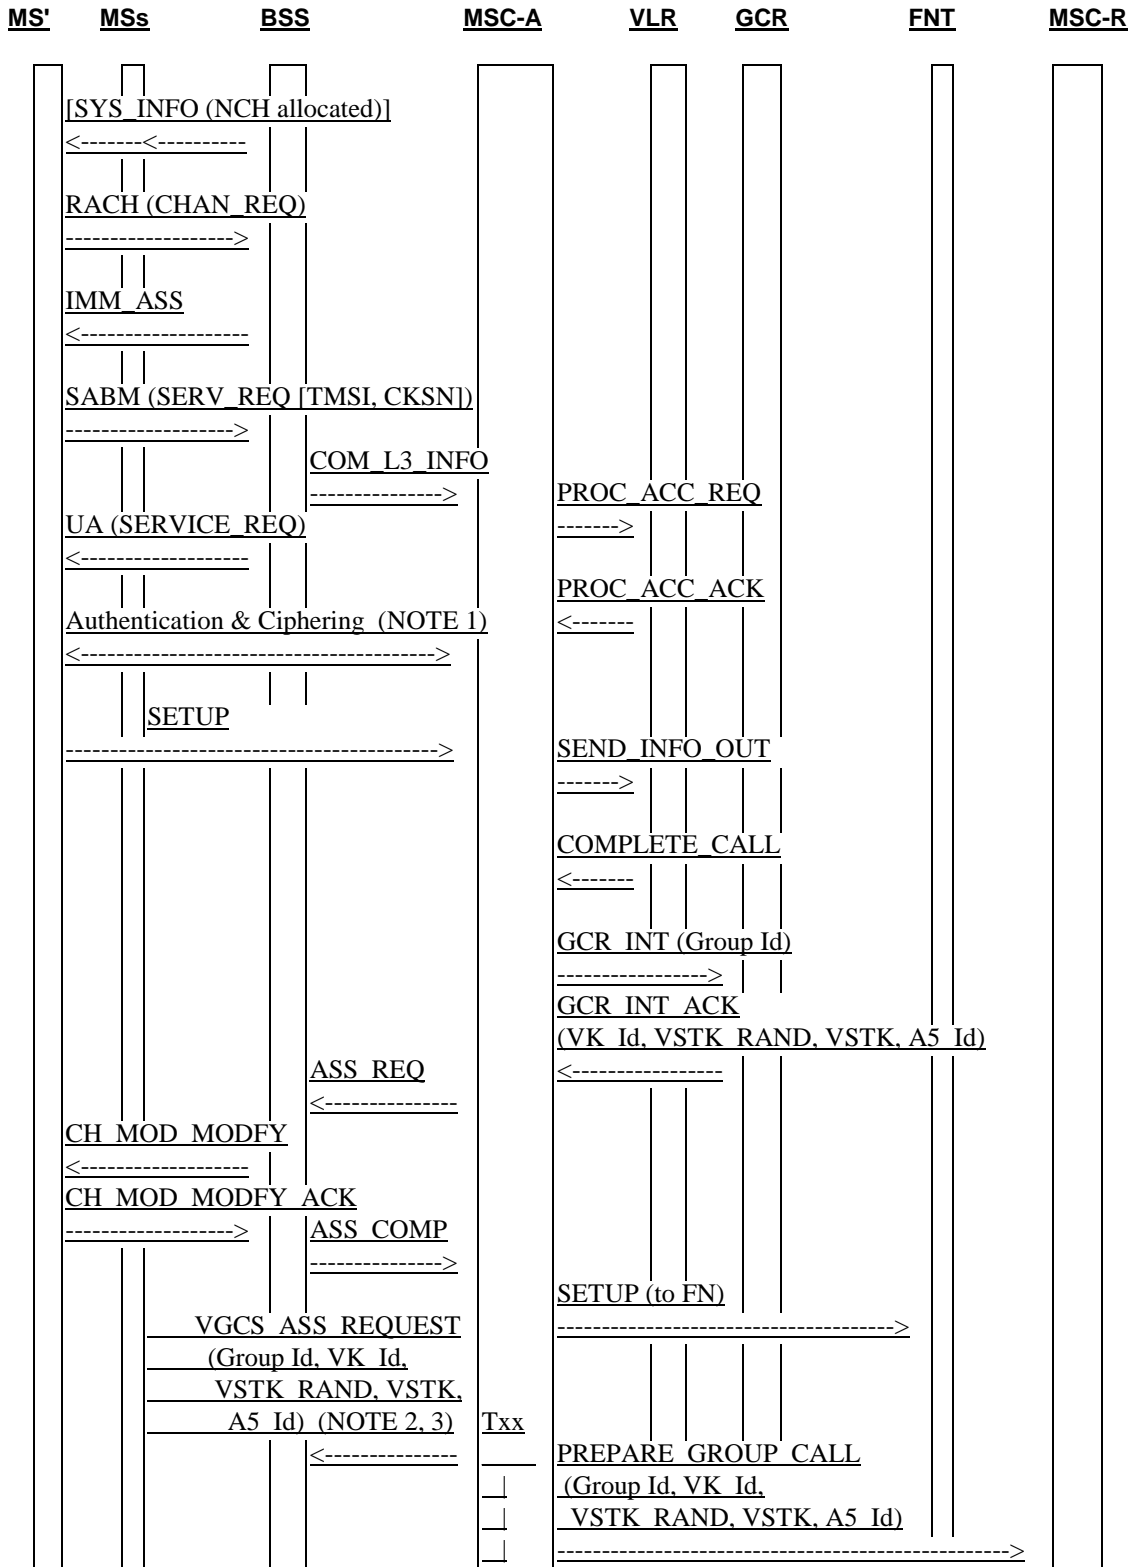 MS' MSs BSS MSC-A VLR GCR FNT MSC-R
[SYS_INFO (NCH allocated)]
<-------<----------
RACH (CHAN_REQ)
------------------->
IMM_ASS
<-------------------
SABM (SERV_REQ [TMSI, CKSN])
------------------->
COM_L3_INFO
---------------> PROC_ACC_REQ
UA (SERVICE_REQ) ------->
<-------------------
PROC_ACC_ACK
Authentication & Ciphering (NOTE 1) <-------
<---------------------------------------->
SETUP
------------------------------------------> SEND_INFO_OUT
------->
COMPLETE_CALL
<-------
GCR_INT (Group Id)
----------------->
GCR_INT_ACK
(VK_Id, VSTK_RAND, VSTK, A5_Id)
ASS_REQ <-----------------
<---------------
CH_MOD_MODFY
<-------------------
CH_MOD_MODFY_ACK
-------------------> ASS_COMP
--------------->
SETUP (to FN)
VGCS_ASS_REQUEST -------------------------------------->
(Group Id, VK_Id,
VSTK_RAND, VSTK,
A5_Id) (NOTE 2, 3) Txx
<--------------- PREPARE_GROUP_CALL
| (Group Id, VK_Id,
| VSTK_RAND, VSTK, A5_Id)
| --------------------------------------------------->